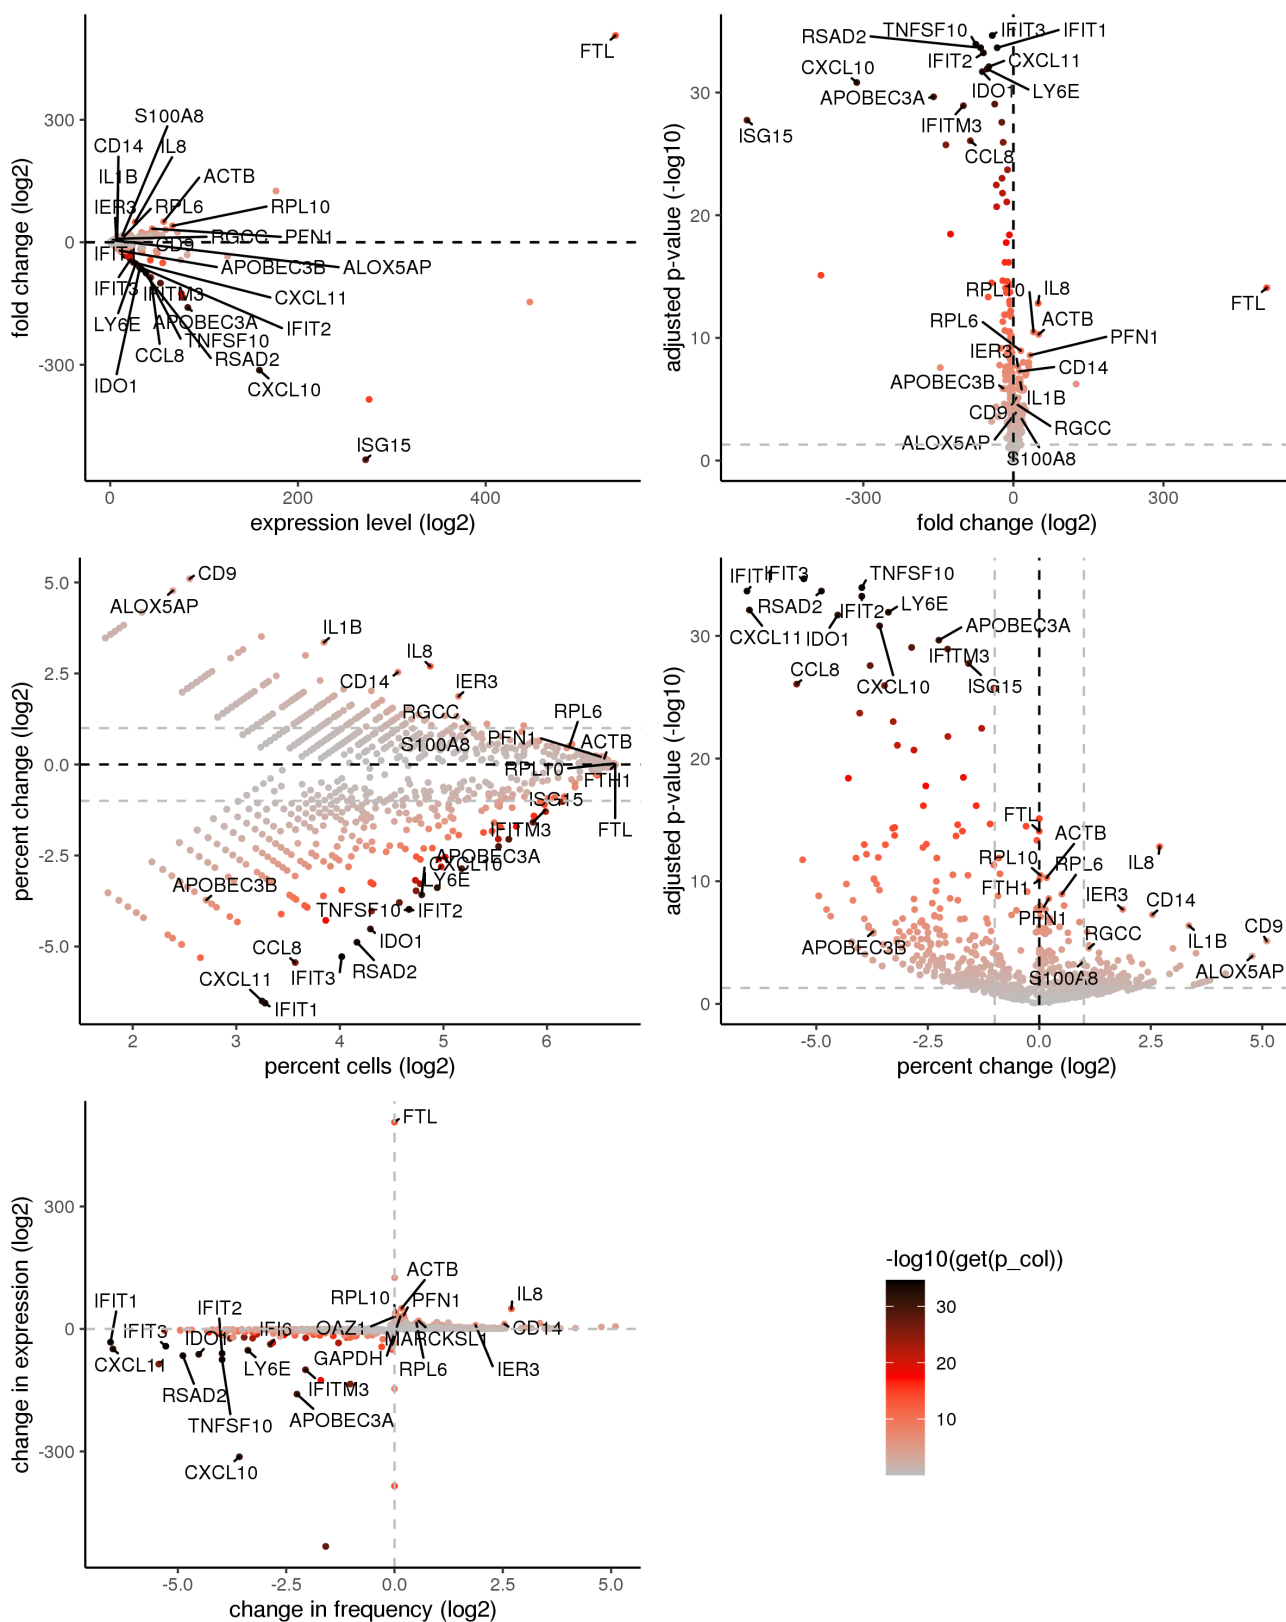 FTL
300
0
-300
S100A8
CD14
IL8
IL1B
ACTB
IER3
RPL6
RPL10
RGCC
PFN1
CD9
IFIT1
APOBEC3B
ALOX5AP
IFIT3
IFITM3
CXCL11
LY6E
APOBEC3A
IFIT2
TNFSF10
CCL8
RSAD2
IDO1
CXCL10
ISG15
0
200
400
expression level (log2)
fold change (log2)
TNFSF10
IFIT3
IFIT1
RSAD2
IFIT2
CXCL11
CXCL10
IDO1
LY6E
APOBEC3A
IFITM3
ISG15
CCL8
RPL10
IL8
FTL
RPL6
ACTB
PFN1
IER3
CD14
APOBEC3B
IL1B
CD9
RGCC
ALOX5AP
S100A8
30
20
10
0
-300
0
300
fold change (log2)
adjusted p-value (-log10)
CD9
ALOX5AP
IL1B
IL8
CD14
IER3
RGCC
RPL6
S100A8
PFN1
ACTB
RPL10
FTH1
ISG15
FTL
IFITM3
APOBEC3A
CXCL10
LY6E
APOBEC3B
TNFSF10
IFIT2
IDO1
CCL8
RSAD2
IFIT3
CXCL11
IFIT1
5.0
2.5
0.0
-2.5
-5.0
2
3
4
5
6
percent cells (log2)
percent change (log2)
IFIT1
IFIT3
TNFSF10
RSAD2
IFIT2
LY6E
CXCL11
IDO1
APOBEC3A
IFITM3
CCL8
CXCL10
ISG15
FTL
ACTB
RPL10
RPL6
IL8
FTH1
IER3
CD14
PFN1
RGCC
IL1B
CD9
APOBEC3B
S100A8
ALOX5AP
30
20
10
0
-5.0
-2.5
0.0
2.5
5.0
percent change (log2)
adjusted p-value (-log10)
FTL
ACTB
RPL10
PFN1
IL8
IFIT1
IFIT2
IFIT3
IDO1
IFI6
OAZ1
CD14
MARCKSL1
CXCL11
GAPDH
LY6E
RPL6
IER3
RSAD2
IFITM3
APOBEC3A
TNFSF10
CXCL10
300
0
-300
-5.0
-2.5
0.0
2.5
5.0
change in frequency (log2)
change in expression (log2)
-log10(get(p_col))
30
20
10